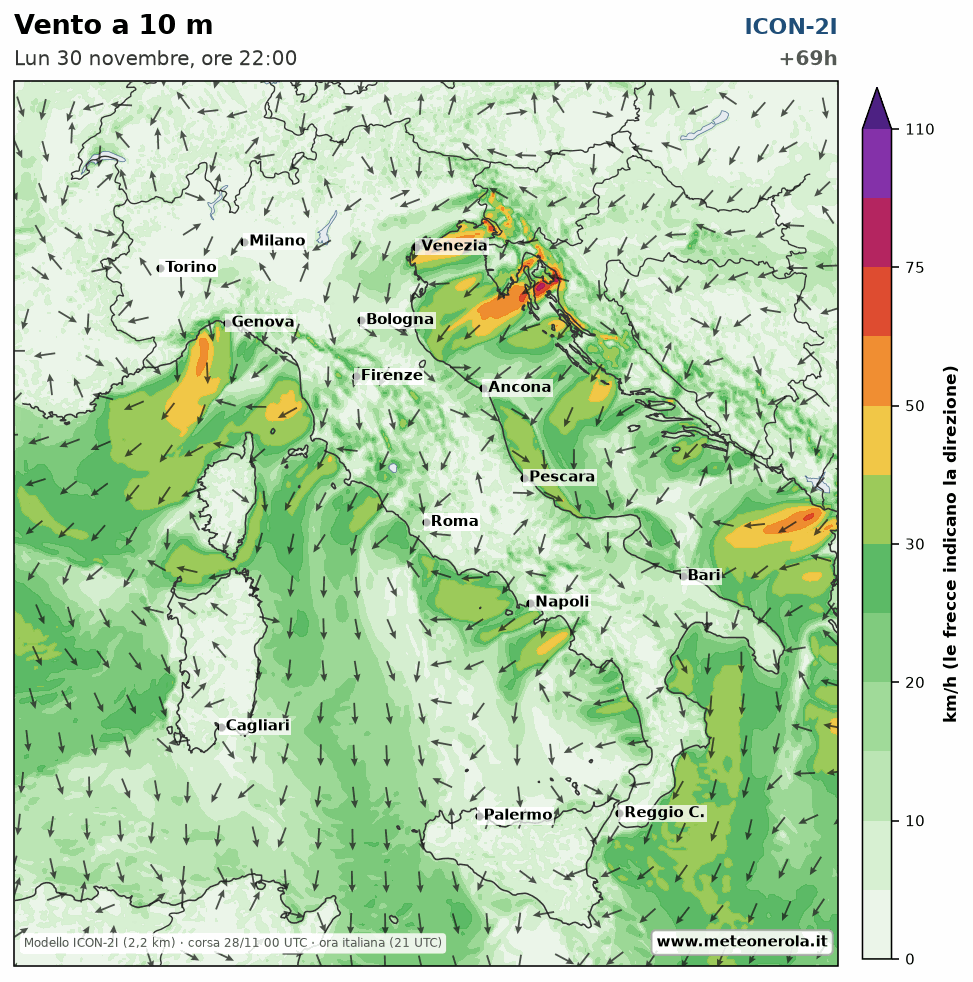 Vento a 10 m
ICON-2I
Lun 30 novembre, ore 22:00
+69h
110
75
50
30
20
10
0
km/h (le frecce indicano la direzione)
Venezia
Milano
Torino
Genova
Bologna
Firenze
Ancona
Pescara
Roma
Bari
Napoli
Cagliari
Palermo
Reggio C.
Modello ICON-2I (2,2 km) · corsa 28/11 00 UTC · ora italiana (21 UTC)
www.meteonerola.it